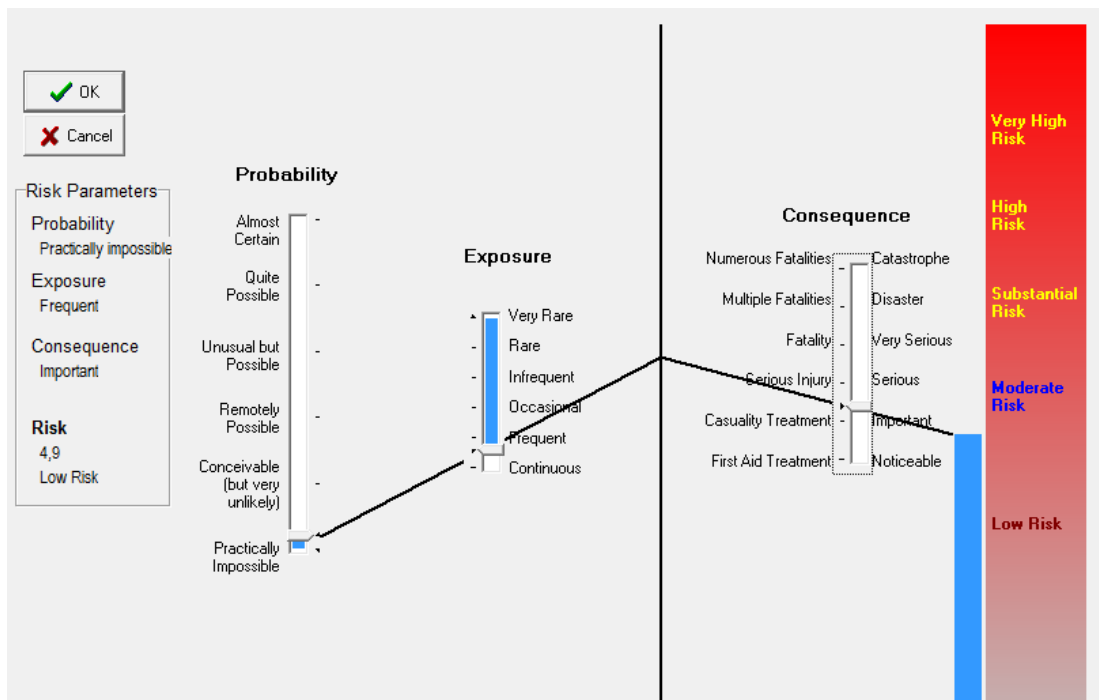 OK
Cancel
Risk Parameters
Probability
Practically impossible
Exposure
Frequent
Consequence
Important
Risk
4,9
Low Risk
Probability
Almost
Certain
Quite
Possible
Unusual but
Possible
Remotely
Possible
Conceivable
(but very
unlikely)
Practically
Impossible
Exposure
Very Rare
Rare
Infrequent
Occasional
Frequent
Continuous
Consequence
Numerous Fatalities
Catastrophe
Multiple Fatalities
Disaster
Fatality
Very Serious
Serious Injury
Serious
Casuality Treatment
Important
First Aid Treatment
Noticeable
Very High
Risk
High
Risk
Substantial
Risk
Moderate
Risk
Low Risk